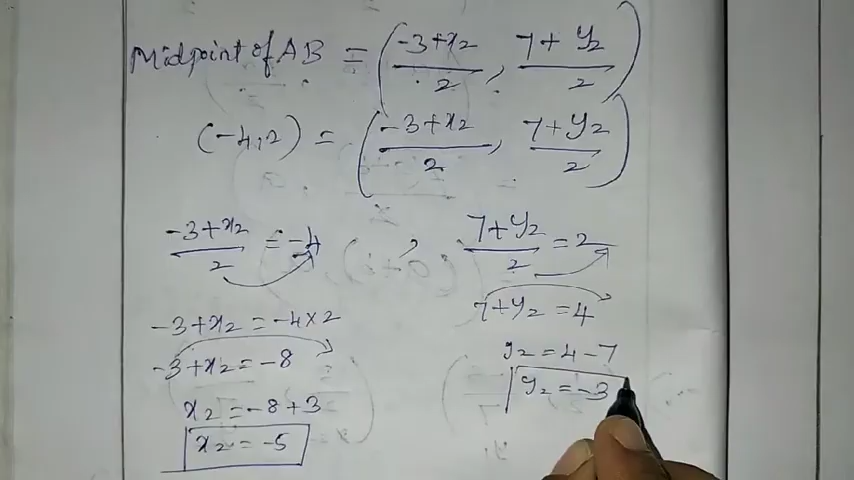 Midpoint of AB = ( -3+x₂ / 2 , 7+y₂ / 2 )
(-4,2) = ( -3+x₂ / 2 , 7+y₂ / 2 )
-3+x₂ / 2 = -4 , 7+y₂ / 2 = 2
-3+x₂ = -4×2
-3+x₂ = -8
x₂ = -8+3
x₂ = -5
7+y₂ = 4
y₂ = 4-7
y₂ = -3